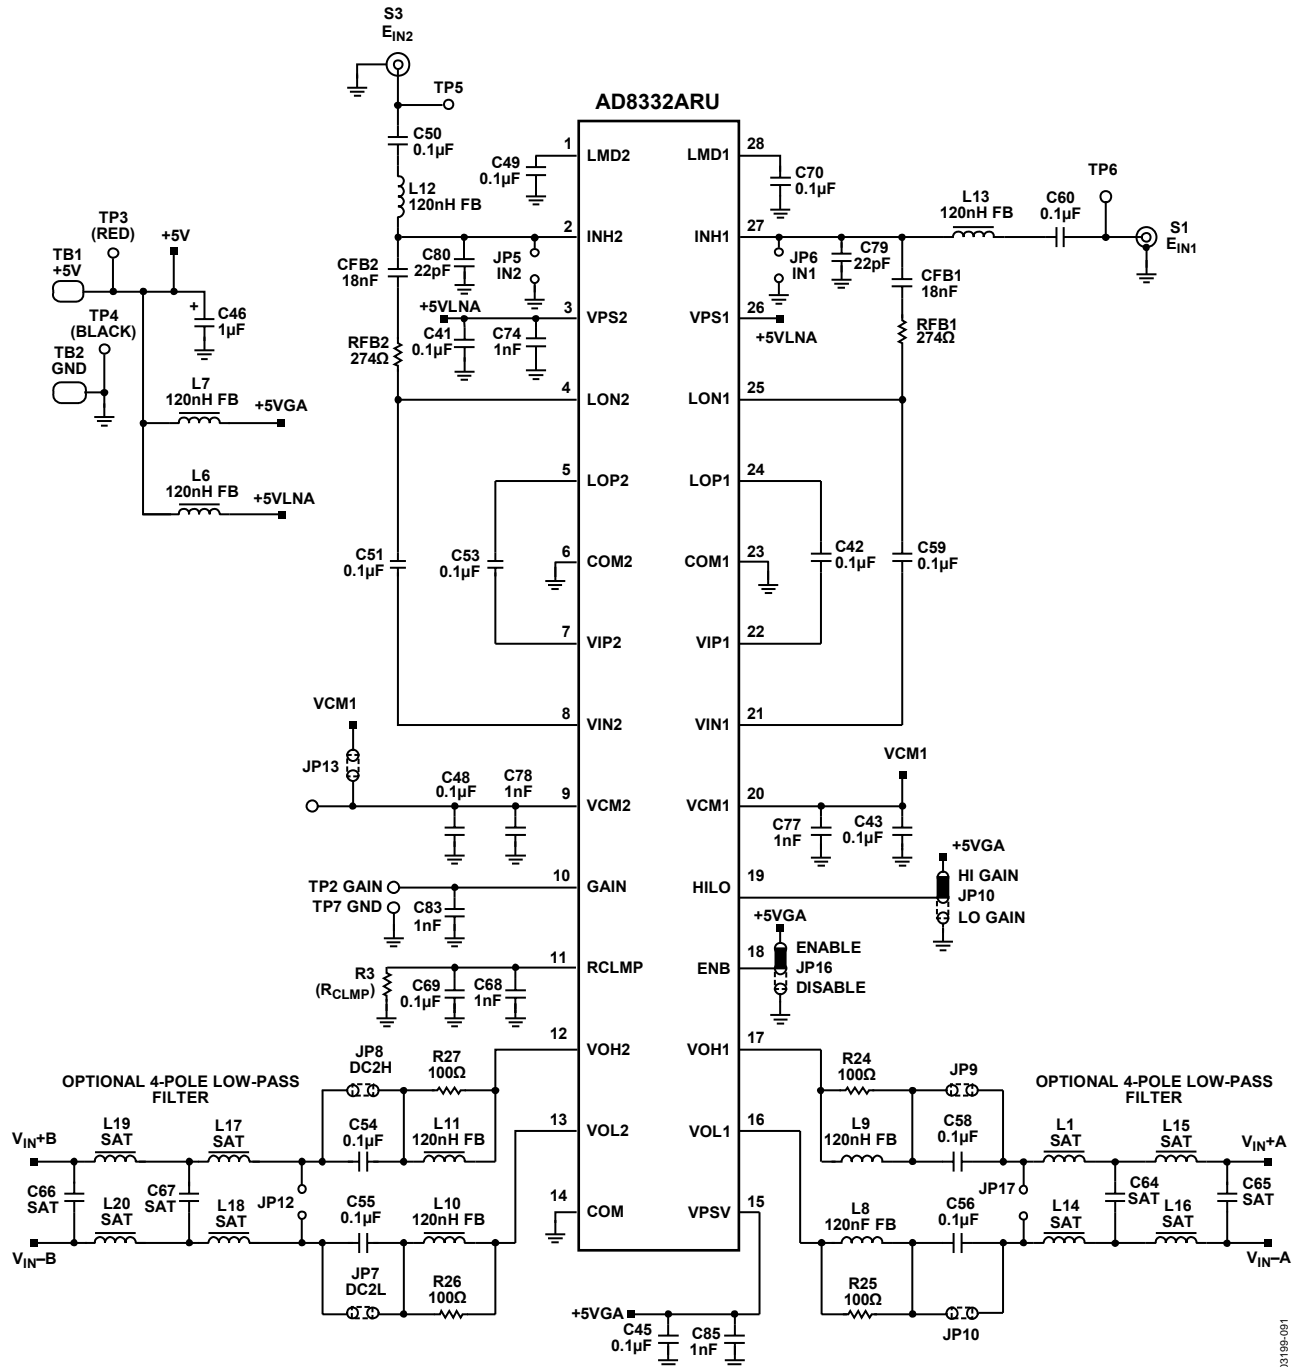 S3
E_IN2
TP5
AD8332ARU
C50
0.1µF
L12
120nH FB
C49
0.1µF
1
LMD2
LMD1
28
C70
0.1µF
TP6
L13
120nH FB
C60
0.1µF
S1
E_IN1
TP3
(RED)
+5V
TB1
+5V
C46
1µF
+
TP4
(BLACK)
TB2
GND
L7
120nH FB
+5VGA
L6
120nH FB
+5VLNA
2
INH2
INH1
27
CFB2
18nF
C80
22pF
JP5
IN2
JP6
IN1
C79
22pF
CFB1
18nF
+5VLNA
3
VPS2
VPS1
26
+5VLNA
RFB2
274Ω
C41
0.1µF
C74
1nF
RFB1
274Ω
4
LON2
LON1
25
5
LOP2
LOP1
24
C51
0.1µF
C53
0.1µF
6
COM2
COM1
23
C42
0.1µF
C59
0.1µF
7
VIP2
VIP1
22
8
VIN2
VIN1
21
VCM1
JP13
C48
0.1µF
C78
1nF
9
VCM2
VCM1
20
VCM1
C77
1nF
C43
0.1µF
TP2 GAIN
TP7 GND
C83
1nF
10
GAIN
HILO
19
+5VGA
HI GAIN
JP10
LO GAIN
R3
(R_CLMP)
C69
0.1µF
C68
1nF
11
RCLMP
ENB
18
+5VGA
ENABLE
JP16
DISABLE
12
VOH2
VOH1
17
OPTIONAL 4-POLE LOW-PASS
FILTER
JP8
DC2H
R27
100Ω
R24
100Ω
JP9
OPTIONAL 4-POLE LOW-PASS
FILTER
V_IN+B
L19
SAT
L17
SAT
C54
0.1µF
L11
120nH FB
13
VOL2
VOL1
16
L9
120nH FB
C58
0.1µF
L1
SAT
L15
SAT
V_IN+A
C66
SAT
C67
SAT
JP12
JP17
C64
SAT
C65
SAT
V_IN–B
L20
SAT
L18
SAT
C55
0.1µF
L10
120nH FB
14
COM
VPSV
15
L8
120nF FB
C56
0.1µF
L14
SAT
L16
SAT
V_IN–A
JP7
DC2L
R26
100Ω
R25
100Ω
JP10
+5VGA
C45
0.1µF
C85
1nF
03199-091